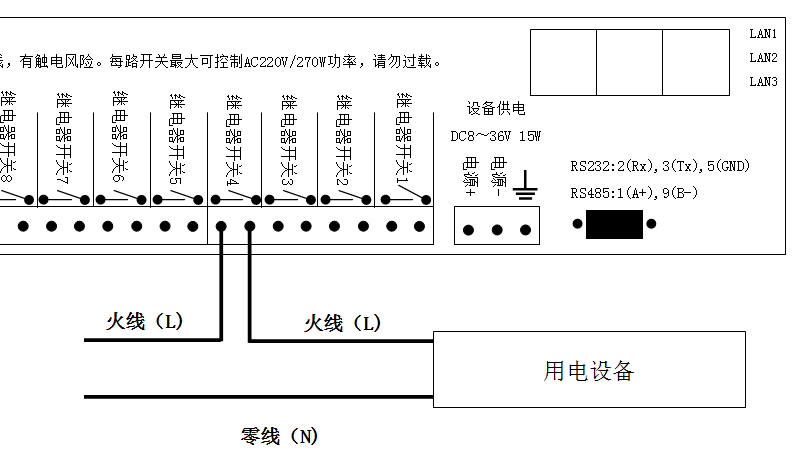 LAN1
LAN2
LAN3
，有触电风险。每路开关最大可控制AC220V/270W功率，请勿过载。
继电器开关8
继电器开关7
继电器开关6
继电器开关5
继电器开关4
继电器开关3
继电器开关2
继电器开关1
设备供电
DC8～36V 15W
电源+
电源-
RS232:2(Rx),3(Tx),5(GND)
RS485:1(A+),9(B-)
火线（L)
火线（L)
用电设备
零线（N)